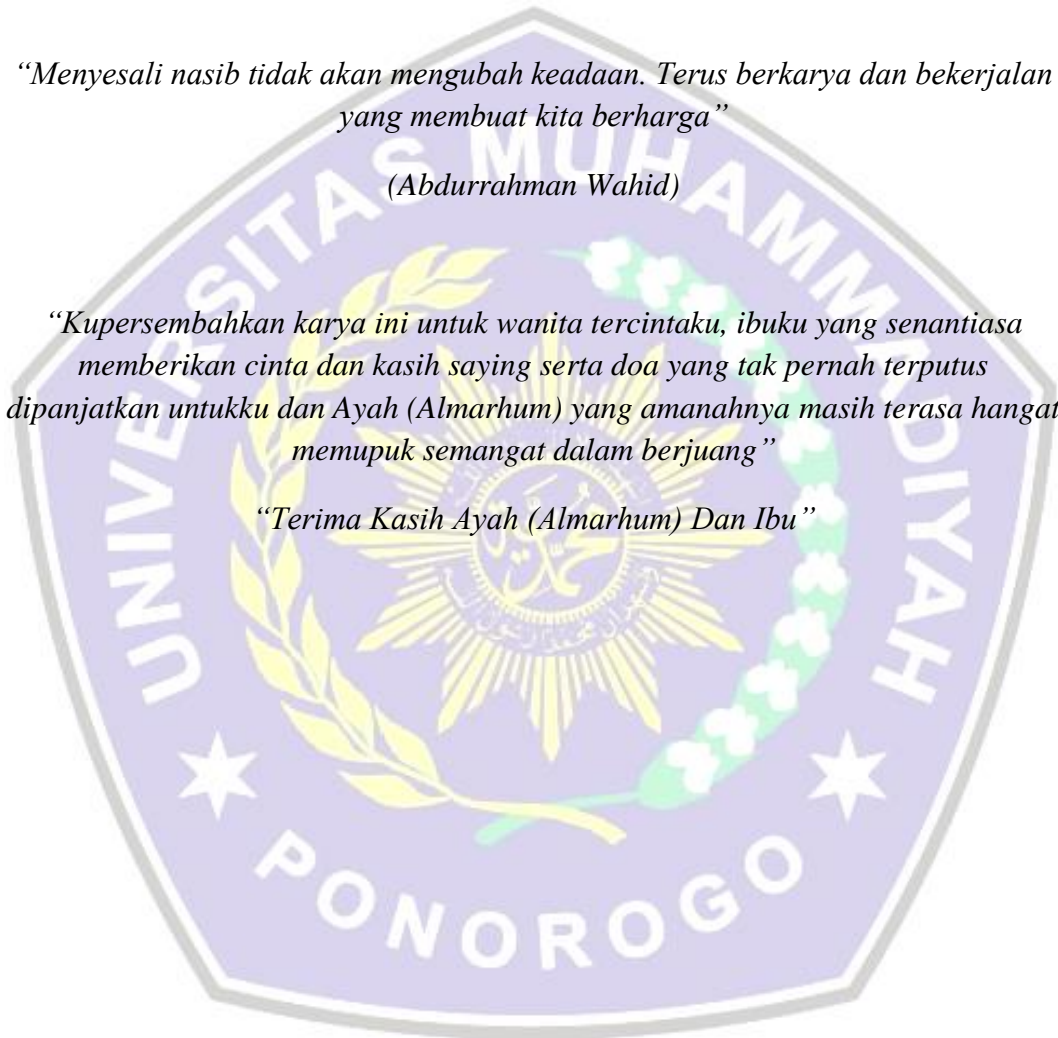 “Menyesali nasib tidak akan mengubah keadaan. Terus berkarya dan bekerjalan
yang membuat kita berharga”
(Abdurrahman Wahid)
“Kupersembahkan karya ini untuk wanita tercintaku, ibuku yang senantiasa
memberikan cinta dan kasih saying serta doa yang tak pernah terputus
dipanjatkan untukku dan Ayah (Almarhum) yang amanahnya masih terasa hangat
memupuk semangat dalam berjuang”
“Terima Kasih Ayah (Almarhum) Dan Ibu”
UNIVERSITAS MUHAMMADIYAH
PONOROGO
محمد